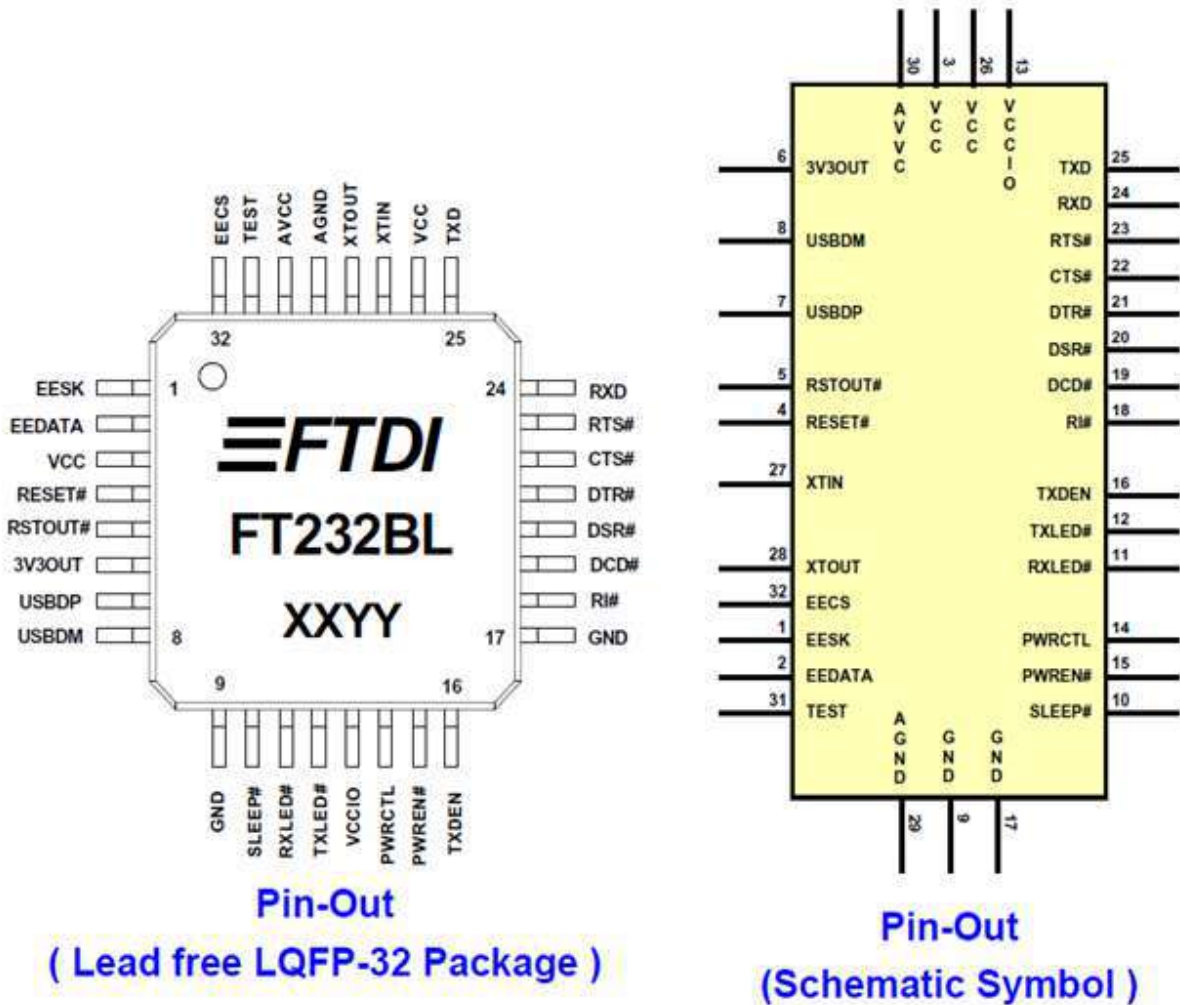 EECS
TEST
AVCC
AGND
XTOUT
XTIN
VCC
TXD
32
25
EESK
1
EEDATA
VCC
RESET#
RSTOUT#
3V3OUT
USBDP
USBDM
8
24
RXD
RTS#
CTS#
DTR#
DSR#
DCD#
RI#
17
GND
FTDI
FT232BL
XXYY
9
16
GND
SLEEP#
RXLED#
TXLED#
VCCIO
PWRCTL
PWREN#
TXDEN
Pin-Out
( Lead free LQFP-32 Package )
30
3
26
13
AVVC
VCC
VCC
VCCIO
6 3V3OUT
8 USBDM
7 USBDP
5 RSTOUT#
4 RESET#
27 XTIN
28 XTOUT
32 EECS
1 EESK
2 EEDATA
31 TEST
TXD 25
RXD 24
RTS# 23
CTS# 22
DTR# 21
DSR# 20
DCD# 19
RI# 18
TXDEN 16
TXLED# 12
RXLED# 11
PWRCTL 14
PWREN# 15
SLEEP# 10
AGND
GND
GND
29
9
17
Pin-Out
(Schematic Symbol )